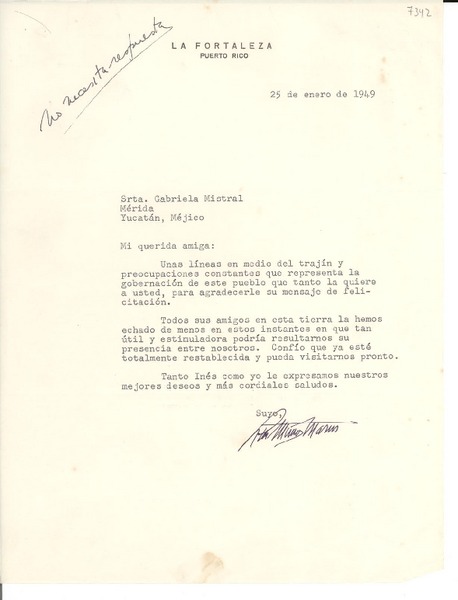 7342
No necesita respuesta
LA FORTALEZA
PUERTO RICO
25 de enero de 1949
Srta. Gabriela Mistral
Mérida
Yucatán, Méjico
Mi querida amiga:
Unas líneas en medio del trajín y
preocupaciones constantes que representa la
gobernación de este pueblo que tanto la quiere
a usted, para agradecerle su mensaje de feli-
citación.
Todos sus amigos en esta tierra la hemos
echado de menos en estos instantes en que tan
útil y estimuladora podría resultarnos su
presencia entre nosotros. Confío que ya esté
totalmente restablecida y pueda visitarnos pronto.
Tanto Inés como yo le expresamos nuestros
mejores deseos y más cordiales saludos.
Suyo,
Muñoz Marín